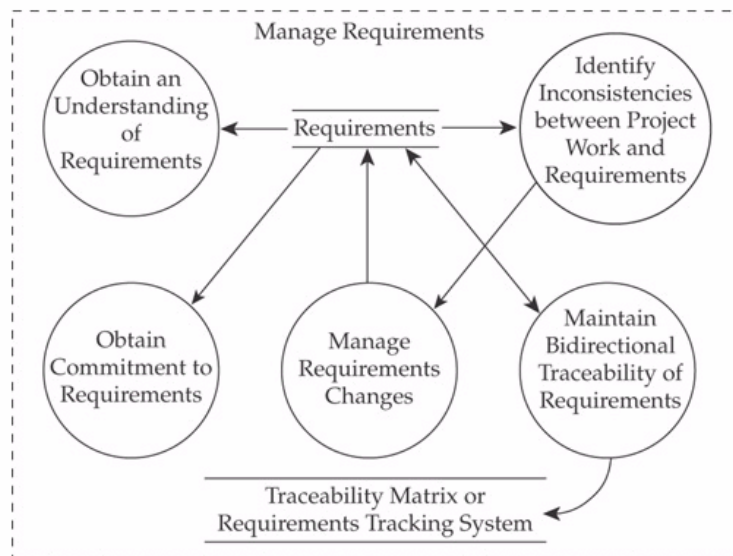 Manage Requirements
Obtain an
Understanding
of
Requirements
Requirements
Identify
Inconsistencies
between Project
Work and
Requirements
Obtain
Commitment to
Requirements
Manage
Requirements
Changes
Maintain
Bidirectional
Traceability of
Requirements
Traceability Matrix or
Requirements Tracking System